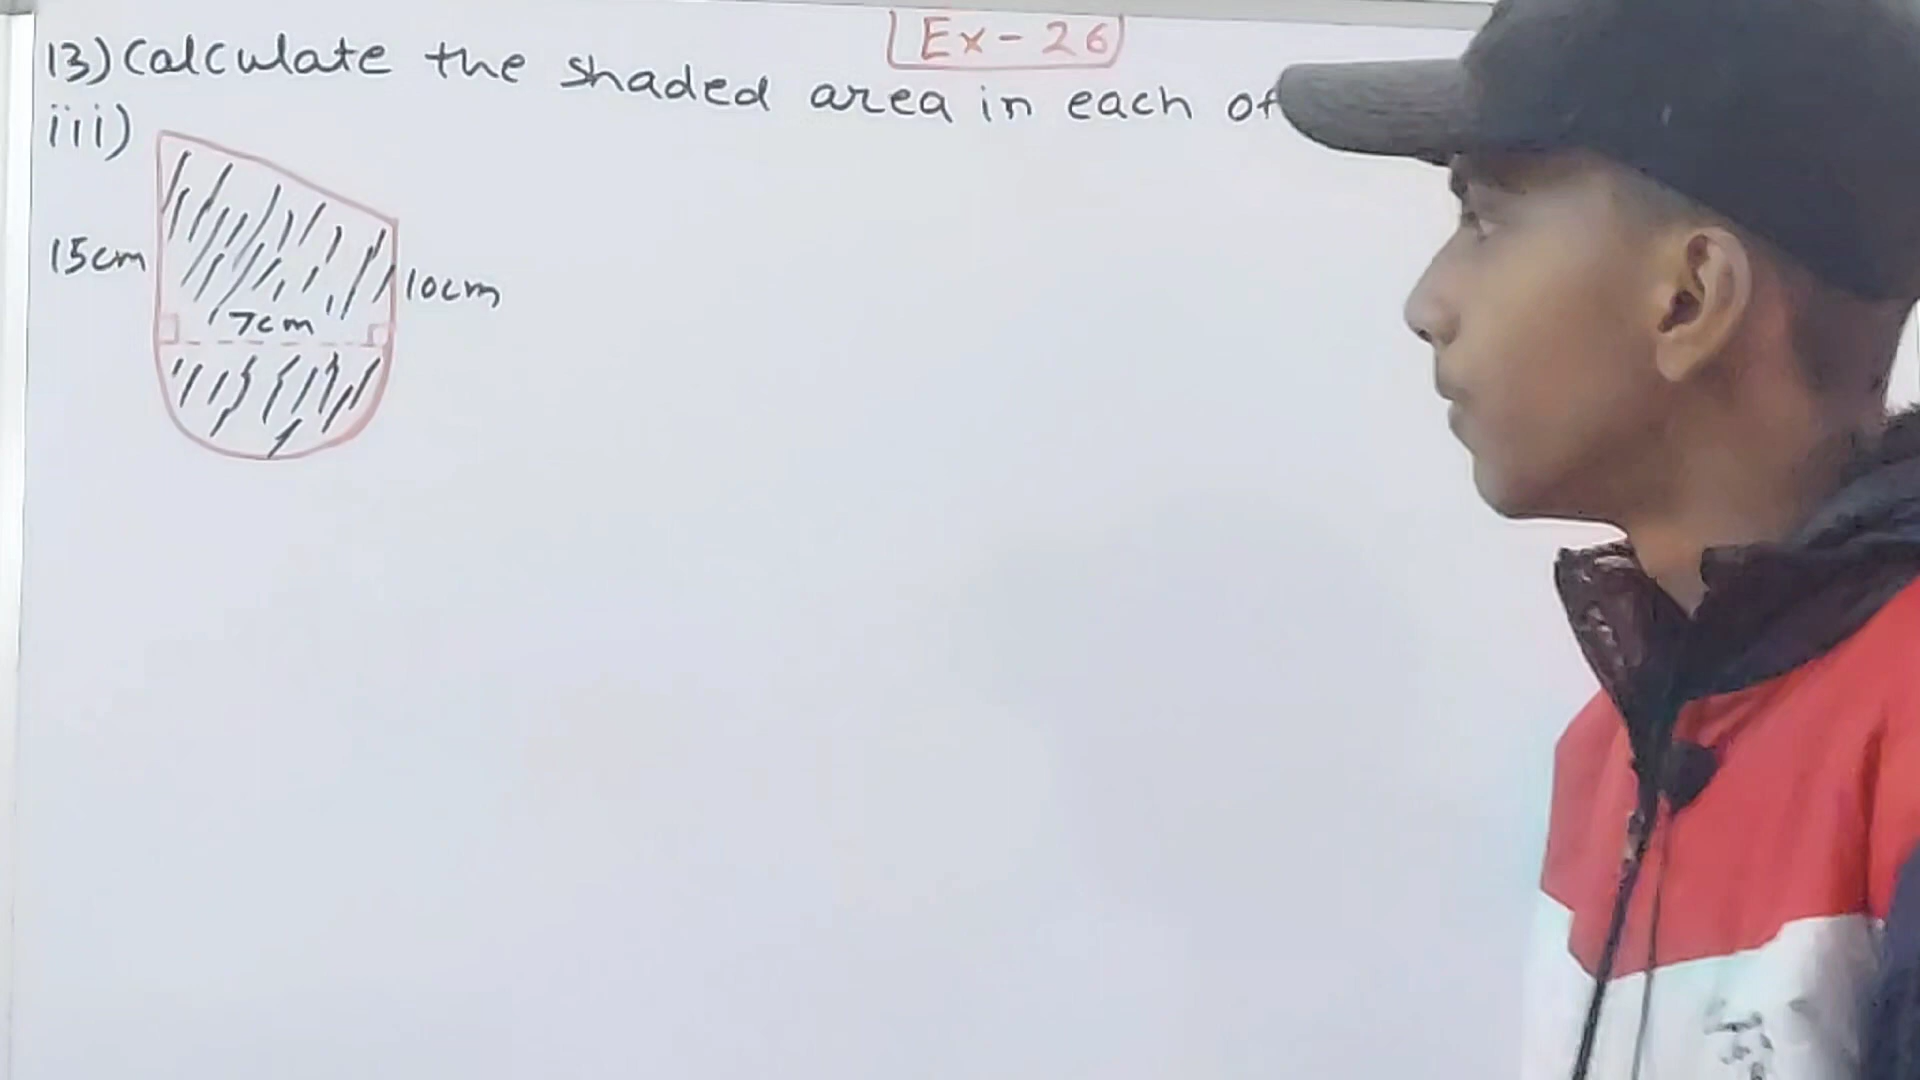 Ex-26
13) Calculate the shaded area in each of
iii)
15cm
10cm
7cm